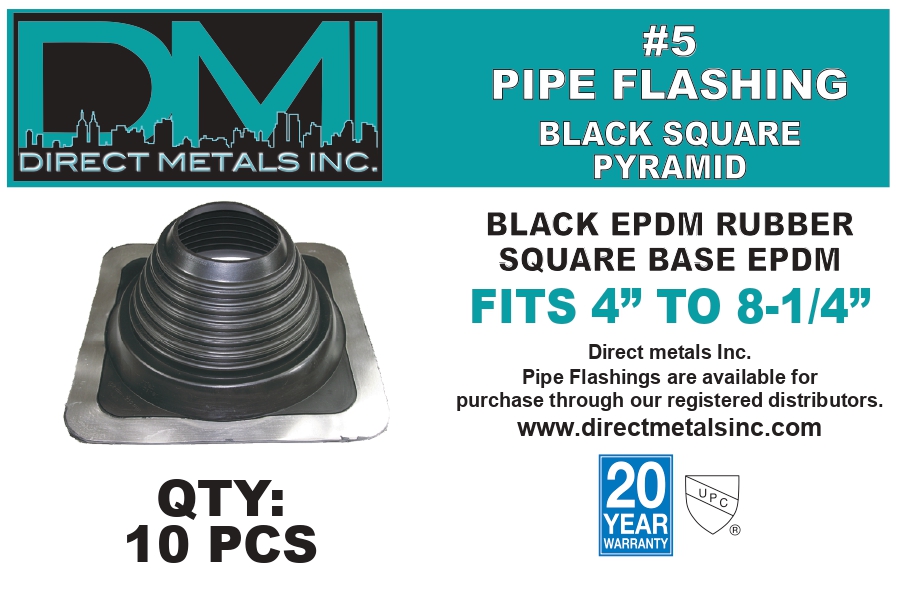 DMI
DIRECT METALS INC.
#5
PIPE FLASHING
BLACK SQUARE
PYRAMID
BLACK EPDM RUBBER
SQUARE BASE EPDM
FITS 4” TO 8-1/4”
Direct metals Inc.
Pipe Flashings are available for
purchase through our registered distributors.
www.directmetalsinc.com
QTY:
10 PCS
20
YEAR
WARRANTY
UPC
®